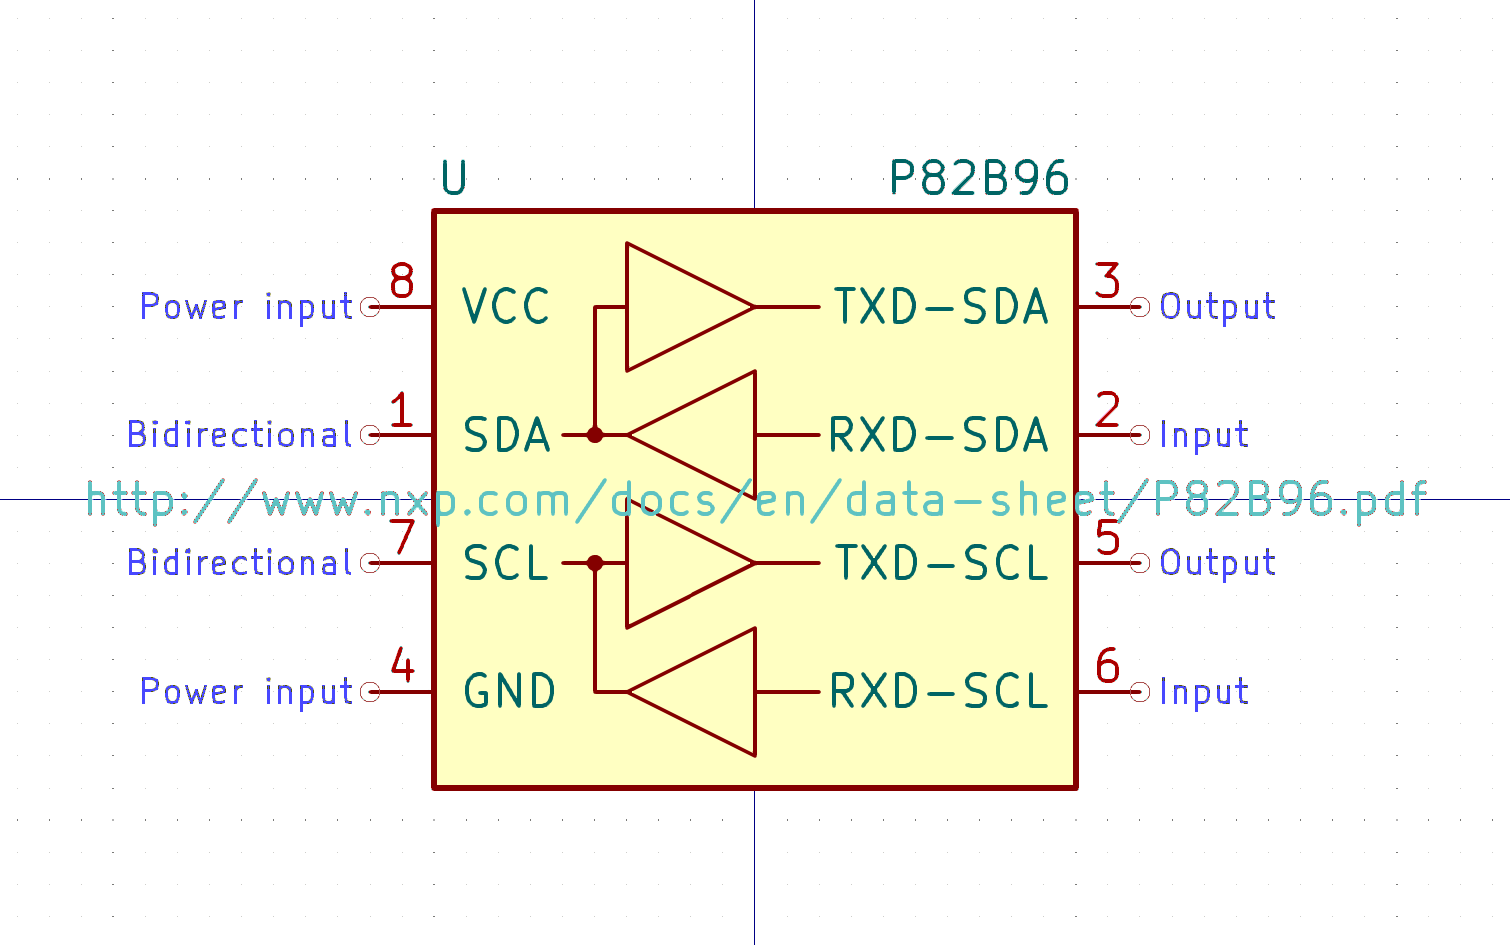 U P82B96
Power input 8 VCC TXD-SDA 3 Output
Bidirectional 1 SDA RXD-SDA 2 Input
http://www.nxp.com/docs/en/data-sheet/P82B96.pdf
Bidirectional 7 SCL TXD-SCL 5 Output
Power input 4 GND RXD-SCL 6 Input